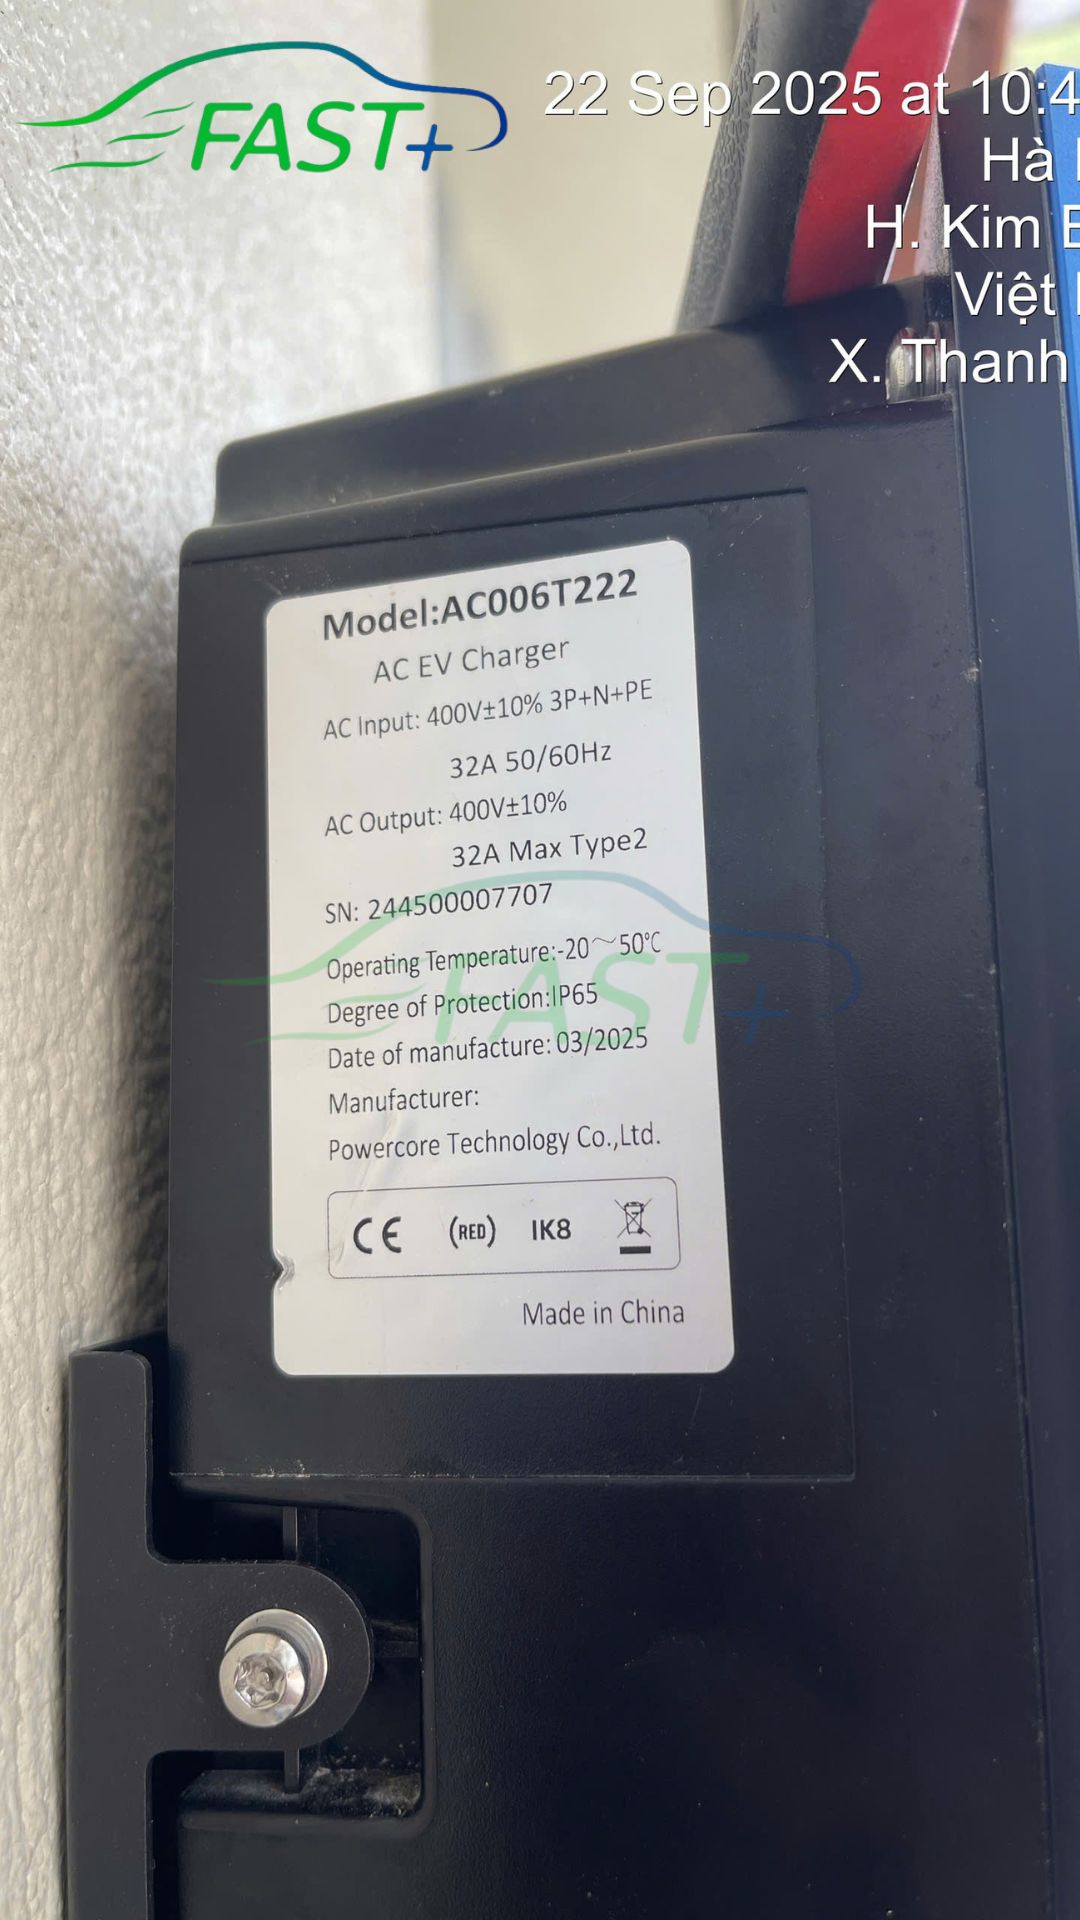 FAST+
22 Sep 2025 at 10:4
Hà
H. Kim
Việt
X. Thanh
Model:AC006T222
AC EV Charger
AC Input: 400V±10% 3P+N+PE
32A 50/60Hz
AC Output: 400V±10%
32A Max Type2
SN: 244500007707
Operating Temperature:-20~50℃
Degree of Protection:IP65
Date of manufacture: 03/2025
Manufacturer:
Powercore Technology Co.,Ltd.
CE (RED) IK8
Made in China
FAST+